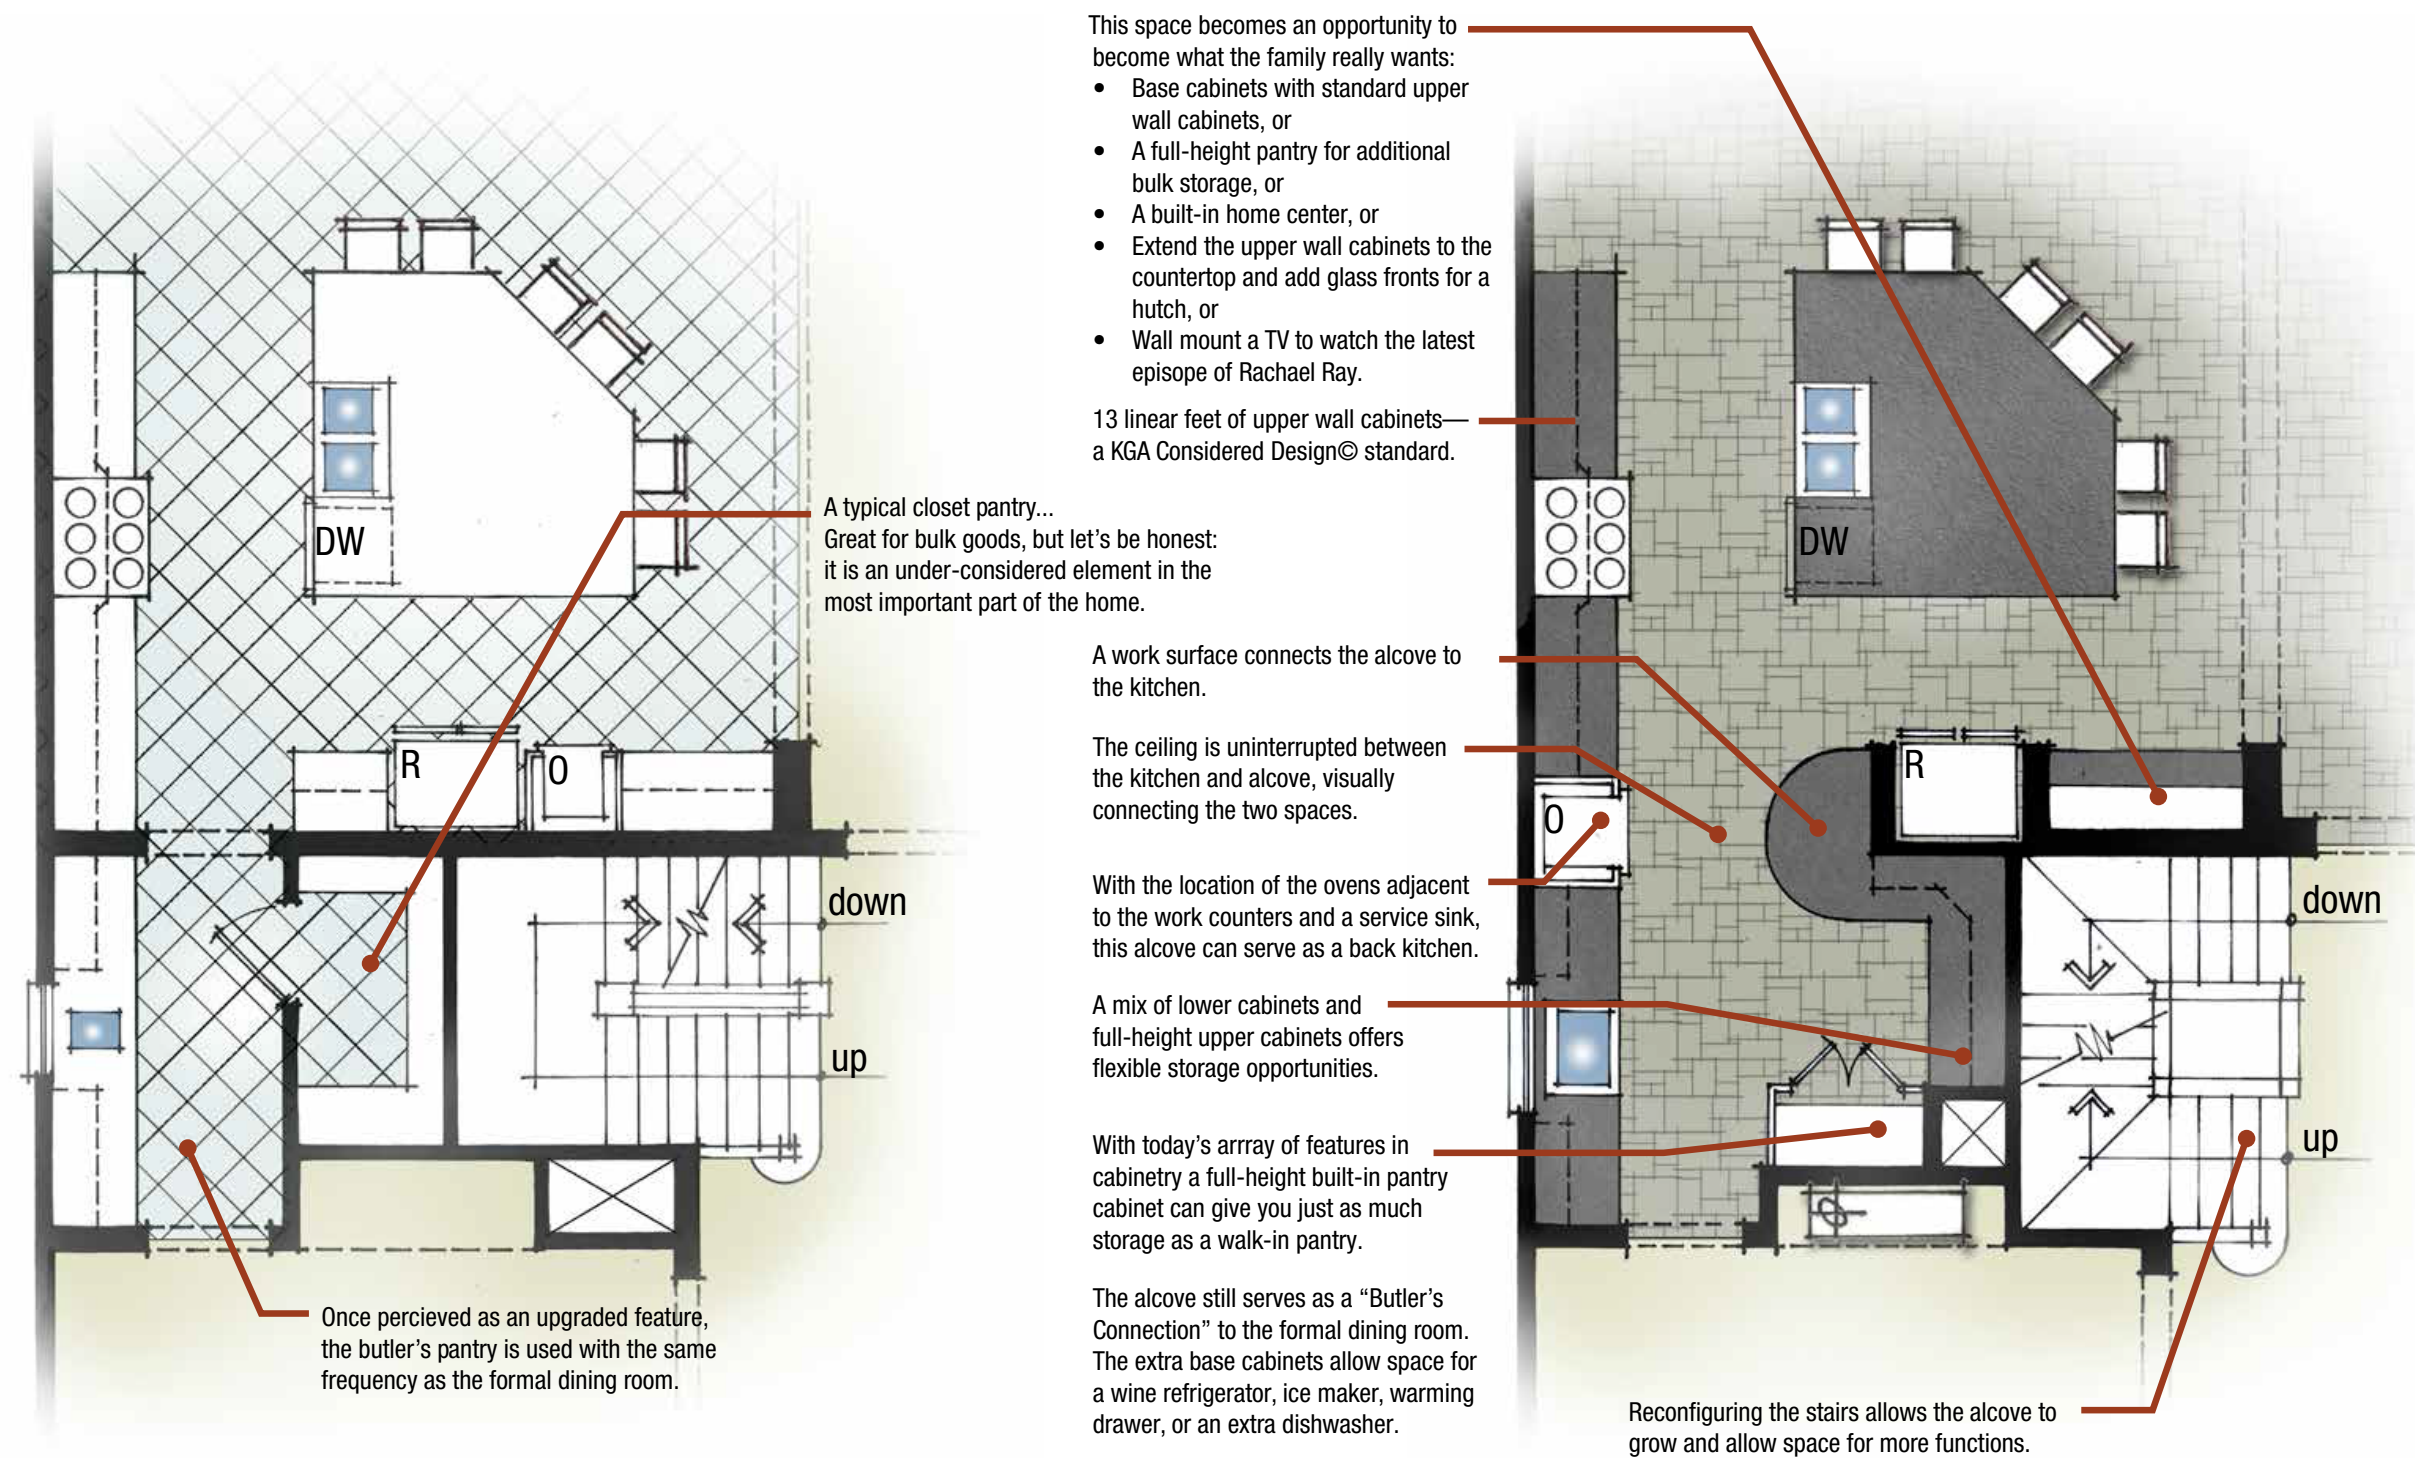 DW
R
O
down
up
A typical closet pantry...
Great for bulk goods, but let's be honest:
it is an under-considered element in the
most important part of the home.
Once percieved as an upgraded feature,
the butler's pantry is used with the same
frequency as the formal dining room.
This space becomes an opportunity to
become what the family really wants:
• Base cabinets with standard upper
wall cabinets, or
• A full-height pantry for additional
bulk storage, or
• A built-in home center, or
• Extend the upper wall cabinets to the
countertop and add glass fronts for a
hutch, or
• Wall mount a TV to watch the latest
episope of Rachael Ray.
13 linear feet of upper wall cabinets—
a KGA Considered Design© standard.
A work surface connects the alcove to
the kitchen.
The ceiling is uninterrupted between
the kitchen and alcove, visually
connecting the two spaces.
With the location of the ovens adjacent
to the work counters and a service sink,
this alcove can serve as a back kitchen.
A mix of lower cabinets and
full-height upper cabinets offers
flexible storage opportunities.
With today's arrray of features in
cabinetry a full-height built-in pantry
cabinet can give you just as much
storage as a walk-in pantry.
The alcove still serves as a “Butler's
Connection” to the formal dining room.
The extra base cabinets allow space for
a wine refrigerator, ice maker, warming
drawer, or an extra dishwasher.
DW
R
O
down
up
Reconfiguring the stairs allows the alcove to
grow and allow space for more functions.